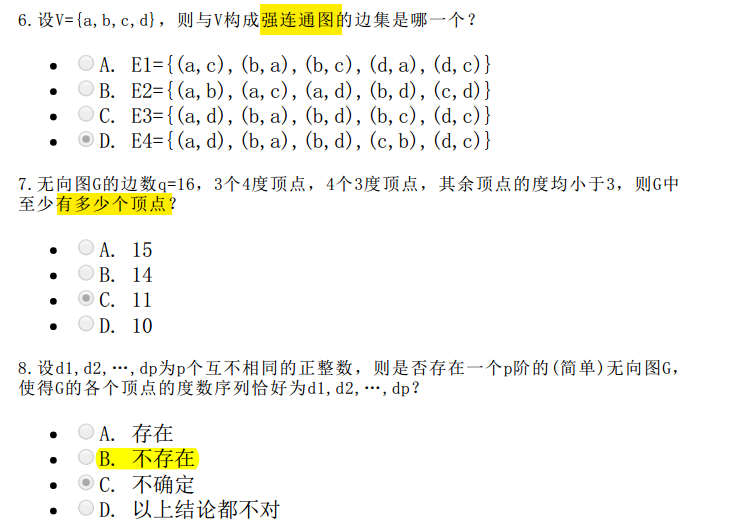 6.设V={a,b,c,d}，则与V构成强连通图的边集是哪一个？
A. E1={(a,c),(b,a),(b,c),(d,a),(d,c)}
B. E2={(a,b),(a,c),(a,d),(b,d),(c,d)}
C. E3={(a,d),(b,a),(b,d),(b,c),(d,c)}
D. E4={(a,d),(b,a),(b,d),(c,b),(d,c)}
7.无向图G的边数q=16，3个4度顶点，4个3度顶点，其余顶点的度均小于3，则G中
至少有多少个顶点？
A. 15
B. 14
C. 11
D. 10
8.设d1,d2,…,dp为p个互不相同的正整数，则是否存在一个p阶的(简单)无向图G，
使得G的各个顶点的度数序列恰好为d1,d2,…,dp？
A. 存在
B. 不存在
C. 不确定
D. 以上结论都不对